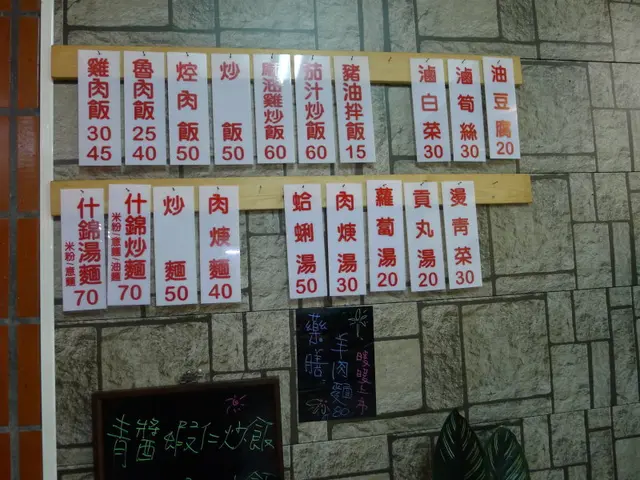 雞肉飯 30 45
魯肉飯 25 40
焢肉飯 50
炒飯 50
麻油雞炒飯 60
茄汁炒飯 60
豬油拌飯 15
滷白菜 30
滷筍絲 30
油豆腐 20
什錦湯麵 米粉/意麵 70
什錦炒麵 米粉/意麵/油麵 70
炒麵 50
肉焿麵 40
蛤蜊湯 50
肉焿湯 30
蘿蔔湯 20
貢丸湯 20
燙青菜 30
藥膳
羊肉麵 80
暖暖上市
青醬蝦仁炒飯